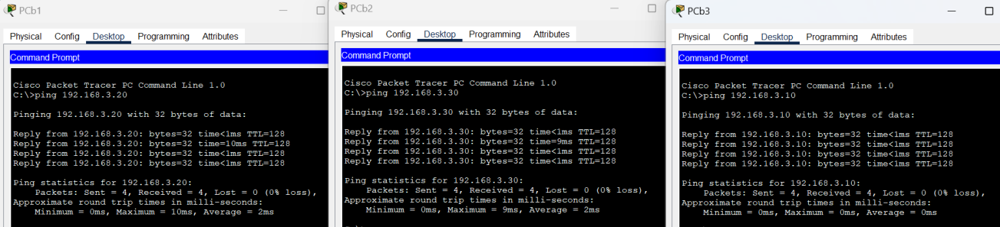 PCb1
Physical Config Desktop Programming Attributes
Command Prompt
Cisco Packet Tracer PC Command Line 1.0
C:\>ping 192.168.3.20
Pinging 192.168.3.20 with 32 bytes of data:
Reply from 192.168.3.20: bytes=32 time<1ms TTL=128
Reply from 192.168.3.20: bytes=32 time=10ms TTL=128
Reply from 192.168.3.20: bytes=32 time<1ms TTL=128
Reply from 192.168.3.20: bytes=32 time<1ms TTL=128
Ping statistics for 192.168.3.20:
Packets: Sent = 4, Received = 4, Lost = 0 (0% loss),
Approximate round trip times in milli-seconds:
Minimum = 0ms, Maximum = 10ms, Average = 2ms
PCb2
Physical Config Desktop Programming Attributes
Command Prompt
Cisco Packet Tracer PC Command Line 1.0
C:\>ping 192.168.3.30
Pinging 192.168.3.30 with 32 bytes of data:
Reply from 192.168.3.30: bytes=32 time<1ms TTL=128
Reply from 192.168.3.30: bytes=32 time=9ms TTL=128
Reply from 192.168.3.30: bytes=32 time<1ms TTL=128
Reply from 192.168.3.30: bytes=32 time<1ms TTL=128
Ping statistics for 192.168.3.30:
Packets: Sent = 4, Received = 4, Lost = 0 (0% loss),
Approximate round trip times in milli-seconds:
Minimum = 0ms, Maximum = 9ms, Average = 2ms
PCb3
Physical Config Desktop Programming Attributes
Command Prompt
Cisco Packet Tracer PC Command Line 1.0
C:\>ping 192.168.3.10
Pinging 192.168.3.10 with 32 bytes of data:
Reply from 192.168.3.10: bytes=32 time<1ms TTL=128
Reply from 192.168.3.10: bytes=32 time<1ms TTL=128
Reply from 192.168.3.10: bytes=32 time<1ms TTL=128
Reply from 192.168.3.10: bytes=32 time<1ms TTL=128
Ping statistics for 192.168.3.10:
Packets: Sent = 4, Received = 4, Lost = 0 (0% loss),
Approximate round trip times in milli-seconds:
Minimum = 0ms, Maximum = 0ms, Average = 0ms